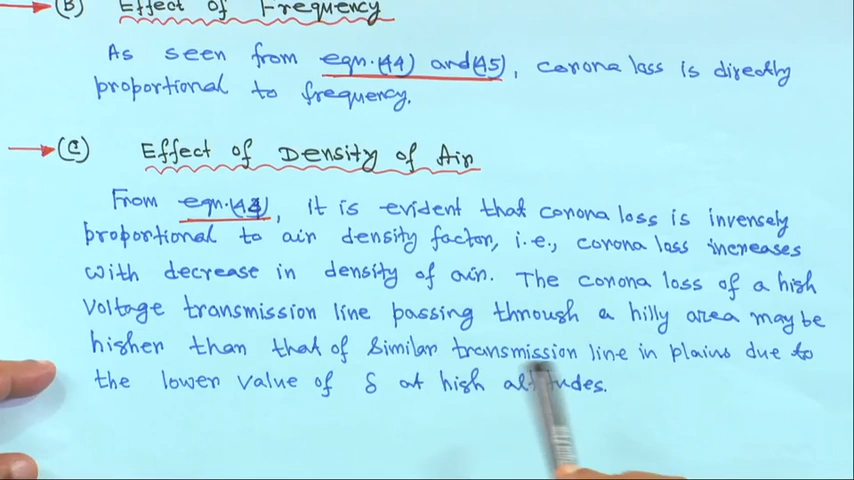 (B) Effect of Frequency
As seen from eqn.(44) and (45), corona loss is directly
proportional to frequency.
(C) Effect of Density of Air
From eqn.(43), it is evident that corona loss is inversely
proportional to air density factor, i.e., corona loss increases
with decrease in density of air. The corona loss of a high
voltage transmission line passing through a hilly area may be
higher than that of similar transmission line in plains due to
the lower value of δ at high altitudes.